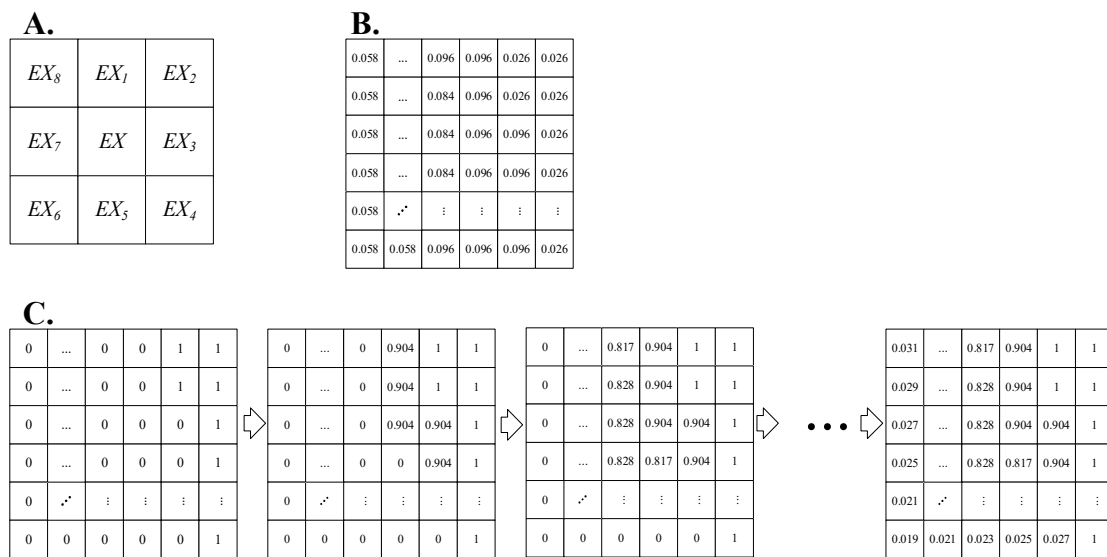 A.
EX8 EX1 EX2
EX7 EX EX3
EX6 EX5 EX4
B.
0.058 ... 0.096 0.096 0.026 0.026
0.058 ... 0.084 0.096 0.026 0.026
0.058 ... 0.084 0.096 0.096 0.026
0.058 ... 0.084 0.096 0.096 0.026
0.058 ⋰ ⋮ ⋮ ⋮ ⋮
0.058 0.058 0.096 0.096 0.096 0.026
C.
0 ... 0 0 1 1
0 ... 0 0 1 1
0 ... 0 0 0 1
0 ... 0 0 0 1
0 ⋰ ⋮ ⋮ ⋮ ⋮
0 0 0 0 0 1
0 ... 0 0.904 1 1
0 ... 0 0.904 1 1
0 ... 0 0.904 0.904 1
0 ... 0 0 0.904 1
0 ⋰ ⋮ ⋮ ⋮ ⋮
0 0 0 0 0 1
0 ... 0.817 0.904 1 1
0 ... 0.828 0.904 1 1
0 ... 0.828 0.904 0.904 1
0 ... 0.828 0.817 0.904 1
0 ⋰ ⋮ ⋮ ⋮ ⋮
0 0 0 0 0 1
...
0.031 ... 0.817 0.904 1 1
0.029 ... 0.828 0.904 1 1
0.027 ... 0.828 0.904 0.904 1
0.025 ... 0.828 0.817 0.904 1
0.021 ⋰ ⋮ ⋮ ⋮ ⋮
0.019 0.021 0.023 0.025 0.027 1